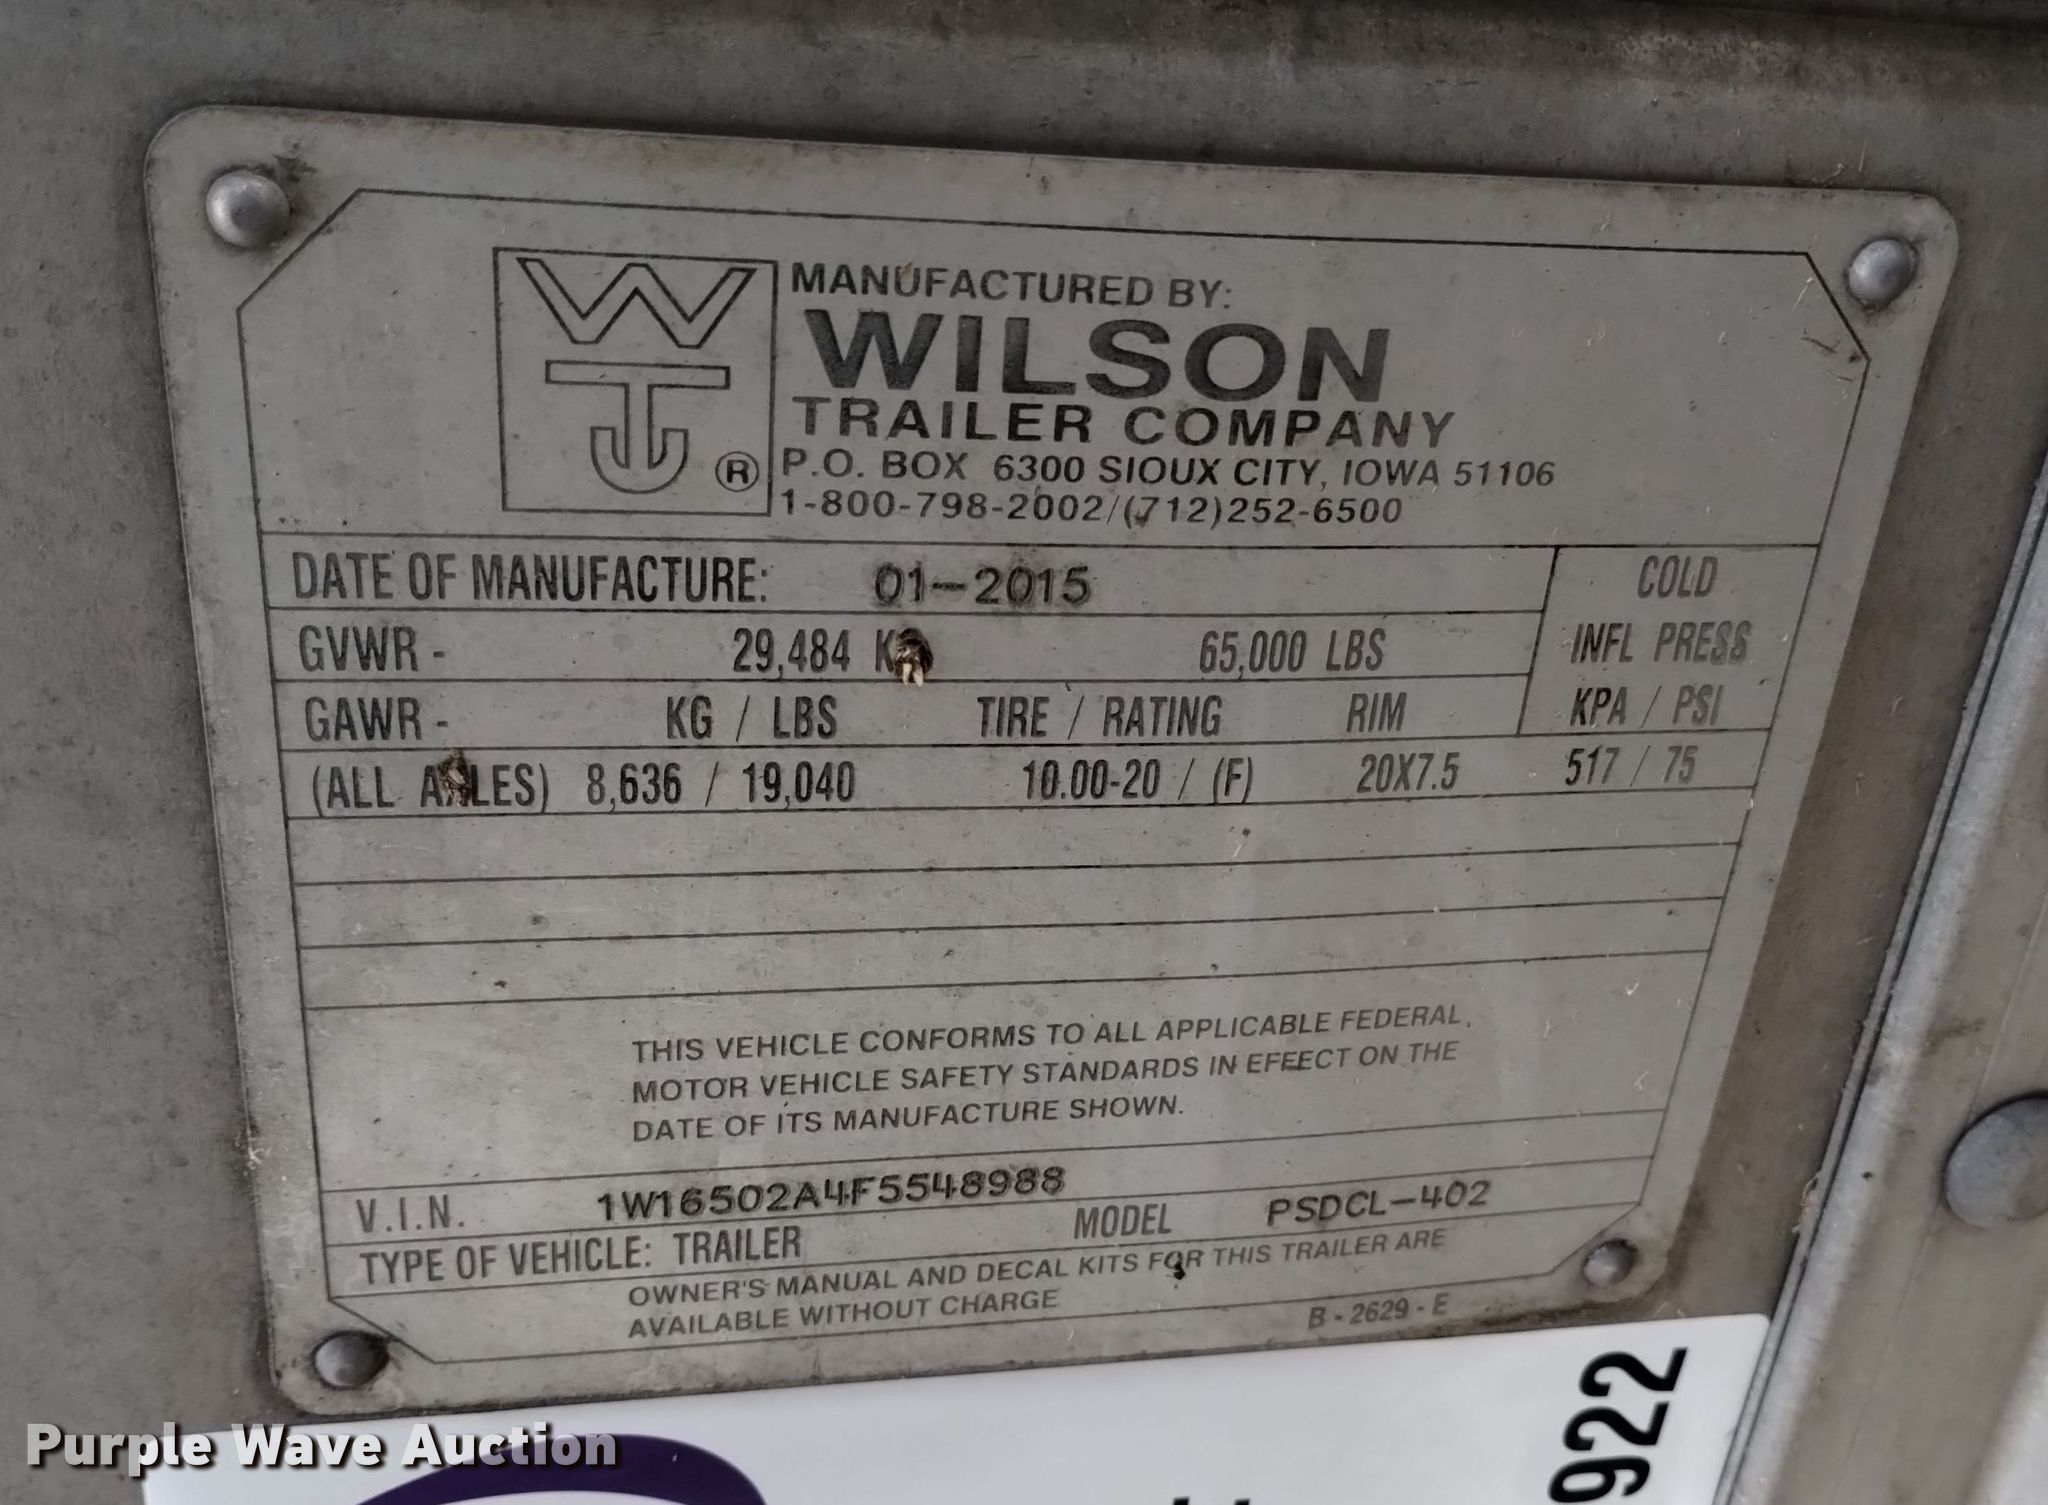 WT
MANUFACTURED BY:
WILSON
TRAILER COMPANY
® P.O. BOX 6300 SIOUX CITY, IOWA 51106
1-800-798-2002/(712)252-6500
DATE OF MANUFACTURE: 01-2015 COLD
GVWR - 29,484 65,000 LBS INFL PRESS
GAWR - KG / LBS TIRE / RATING RIM KPA / PSI
(ALL AXLES) 8,636 / 19,040 10.00-20 / (F) 20X7.5 517 / 75
THIS VEHICLE CONFORMS TO ALL APPLICABLE FEDERAL
MOTOR VEHICLE SAFETY STANDARDS IN EFFECT ON THE
DATE OF ITS MANUFACTURE SHOWN.
V.I.N. 1W16502A4F5548988
TYPE OF VEHICLE: TRAILER MODEL PSDCL-402
OWNER'S MANUAL AND DECAL KITS FOR THIS TRAILER ARE
AVAILABLE WITHOUT CHARGE
B - 2629 - E
922
Purple Wave Auction